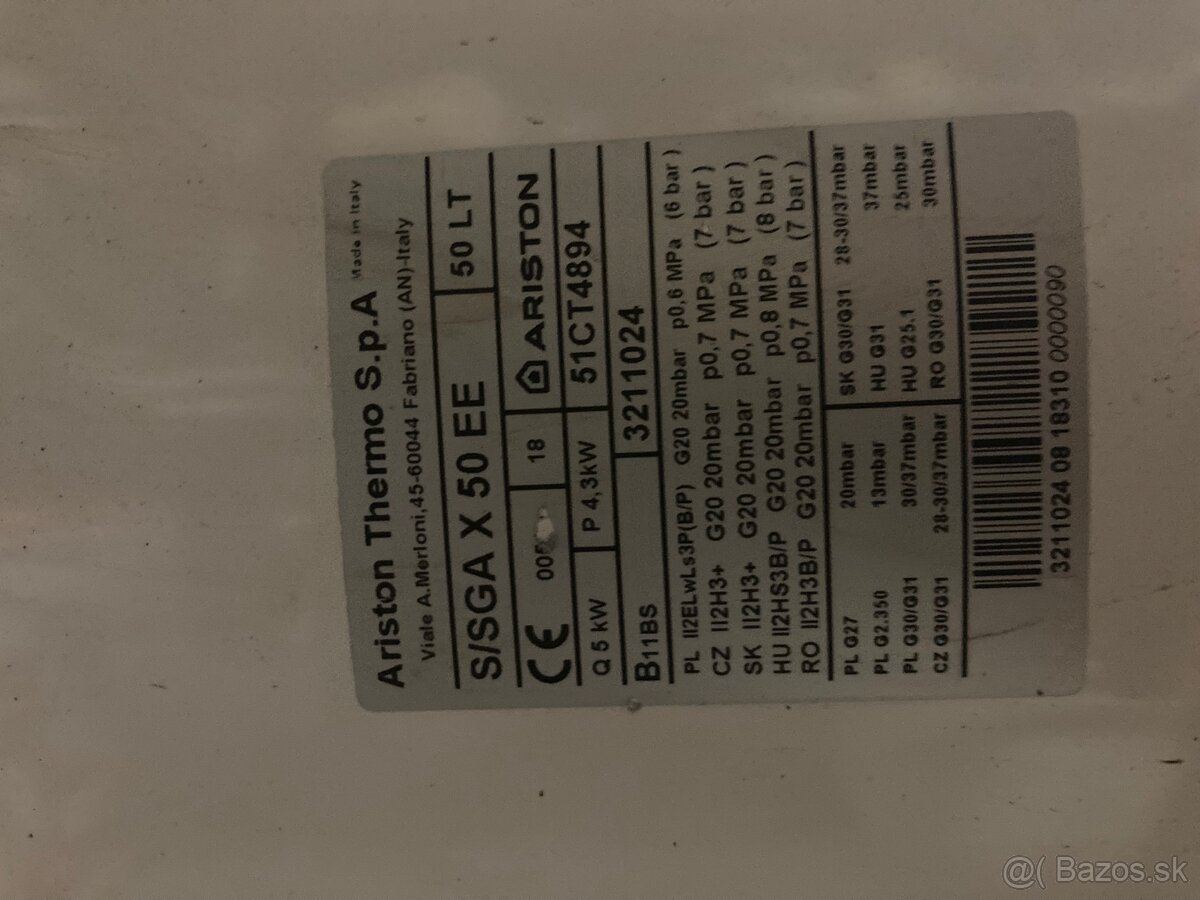 Ariston Thermo S.p.A Made in Italy
Viale A.Merloni,45-60044 Fabriano (AN)-Italy
S/SGA X 50 EE 50 LT
CE 18 ARISTON
Q 5 kW P 4,3kW 51CT4894
B11BS 3211024
PL II2ELwLs3P(B/P) G20 20mbar p0,6 MPa (6 bar )
CZ II2H3+ G20 20mbar p0,7 MPa (7 bar )
SK II2H3+ G20 20mbar p0,7 MPa (7 bar )
HU II2HS3B/P G20 20mbar p0,8 MPa (8 bar )
RO II2H3B/P G20 20mbar p0,7 MPa (7 bar )
PL G27 20mbar SK G30/G31 28-30/37mbar
PL G2.350 13mbar HU G31 37mbar
PL G30/G31 30/37mbar HU G25.1 25mbar
CZ G30/G31 28-30/37mbar RO G30/G31 30mbar
3211024 08 18310 0000090
@( Bazos.sk